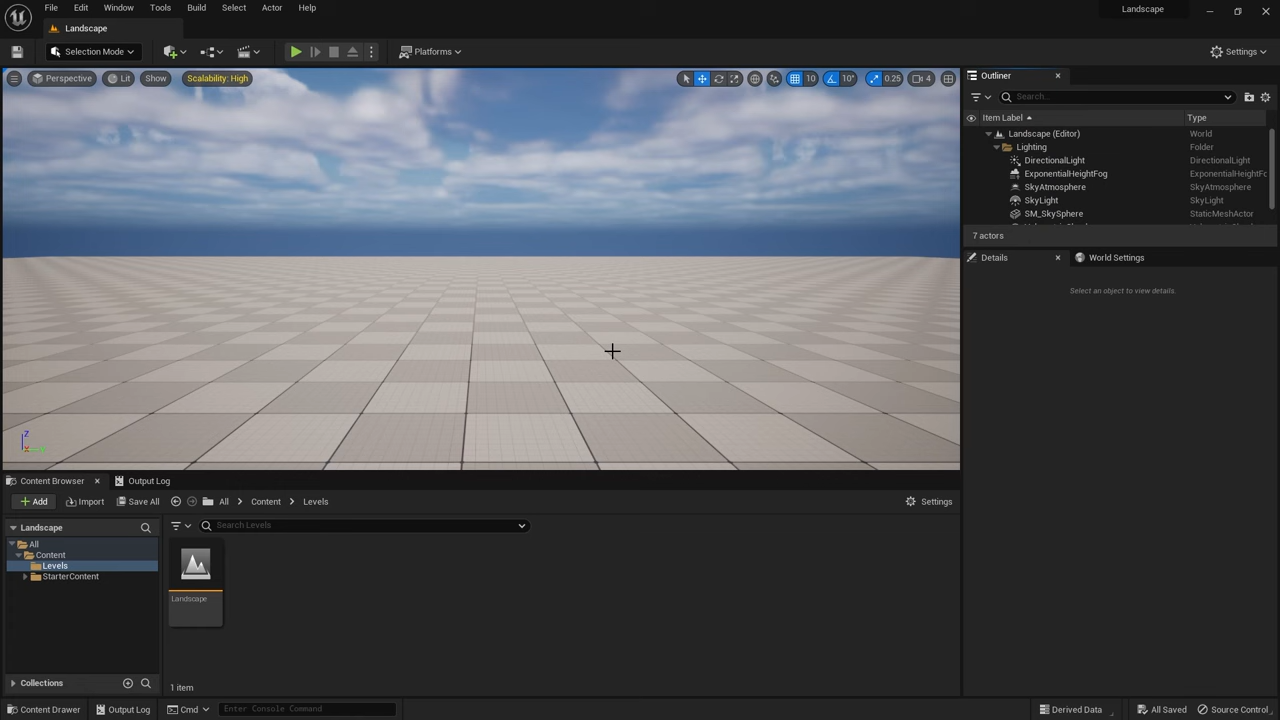 File Edit Window Tools Build Select Actor Help
Landscape
Landscape
Selection Mode
Platforms
Settings
Perspective Lit Show Scalability: High
10 10° 0.25 4
Outliner
Search...
Item Label Type
Landscape (Editor) World
Lighting Folder
DirectionalLight DirectionalLight
ExponentialHeightFog ExponentialHeightFo
SkyAtmosphere SkyAtmosphere
SkyLight SkyLight
SM_SkySphere StaticMeshActor
7 actors
Details World Settings
Select an object to view details.
Z
Content Browser Output Log
Add Import Save All All Content Levels Settings
Landscape
Search Levels
All
Content
Levels
StarterContent
Landscape
Collections
1 item
Content Drawer Output Log Cmd Enter Console Command Derived Data All Saved Source Control